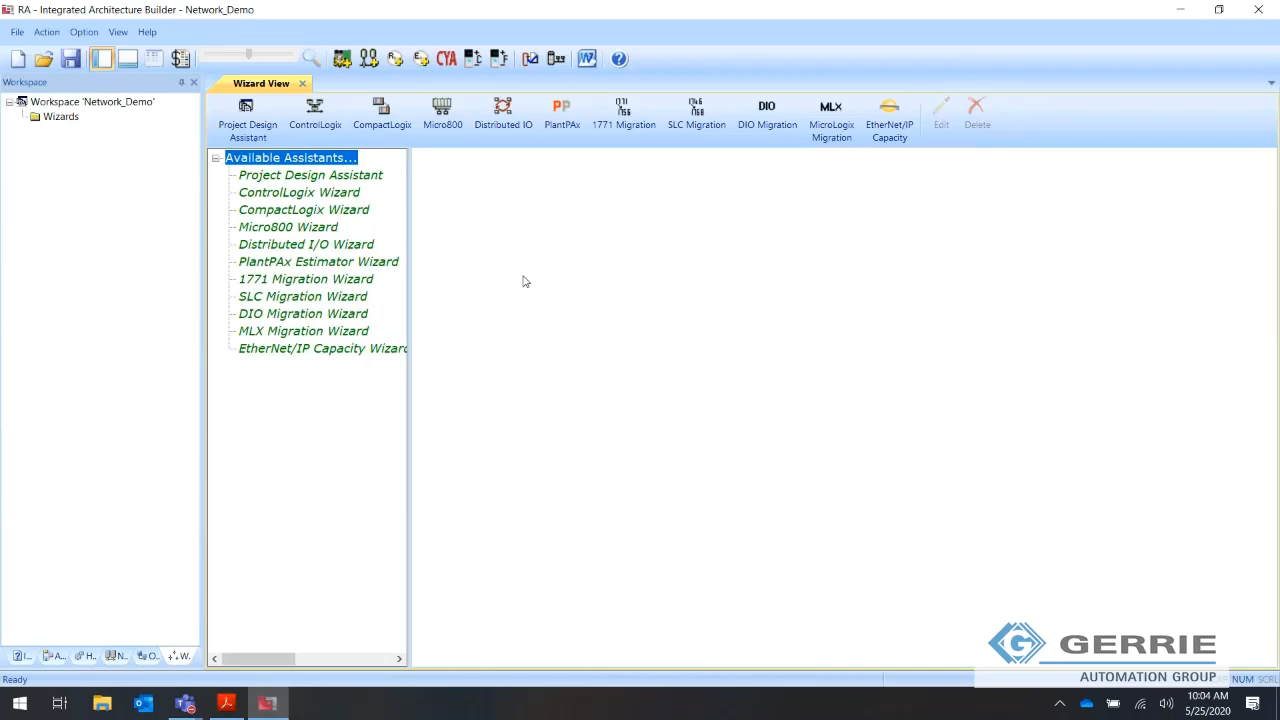 RA - Integrated Architecture Builder - Network_Demo
File Action Option View Help
CYA
Workspace
Wizard View
Workspace 'Network_Demo'
Wizards
Project Design Assistant
ControlLogix
CompactLogix
Micro800
Distributed IO
PP
PlantPAx
1771
1756
1771 Migration
SLC Migration
DIO
DIO Migration
MLX
MicroLogix Migration
EtherNet/IP Capacity
Edit
Delete
Available Assistants...
Project Design Assistant
ControlLogix Wizard
CompactLogix Wizard
Micro800 Wizard
Distributed I/O Wizard
PlantPAx Estimator Wizard
1771 Migration Wizard
SLC Migration Wizard
DIO Migration Wizard
MLX Migration Wizard
EtherNet/IP Capacity Wizard
I... A... H... N... O... W.
GERRIE
AUTOMATION GROUP
Ready
NUM SCRL
10:04 AM
5/25/2020